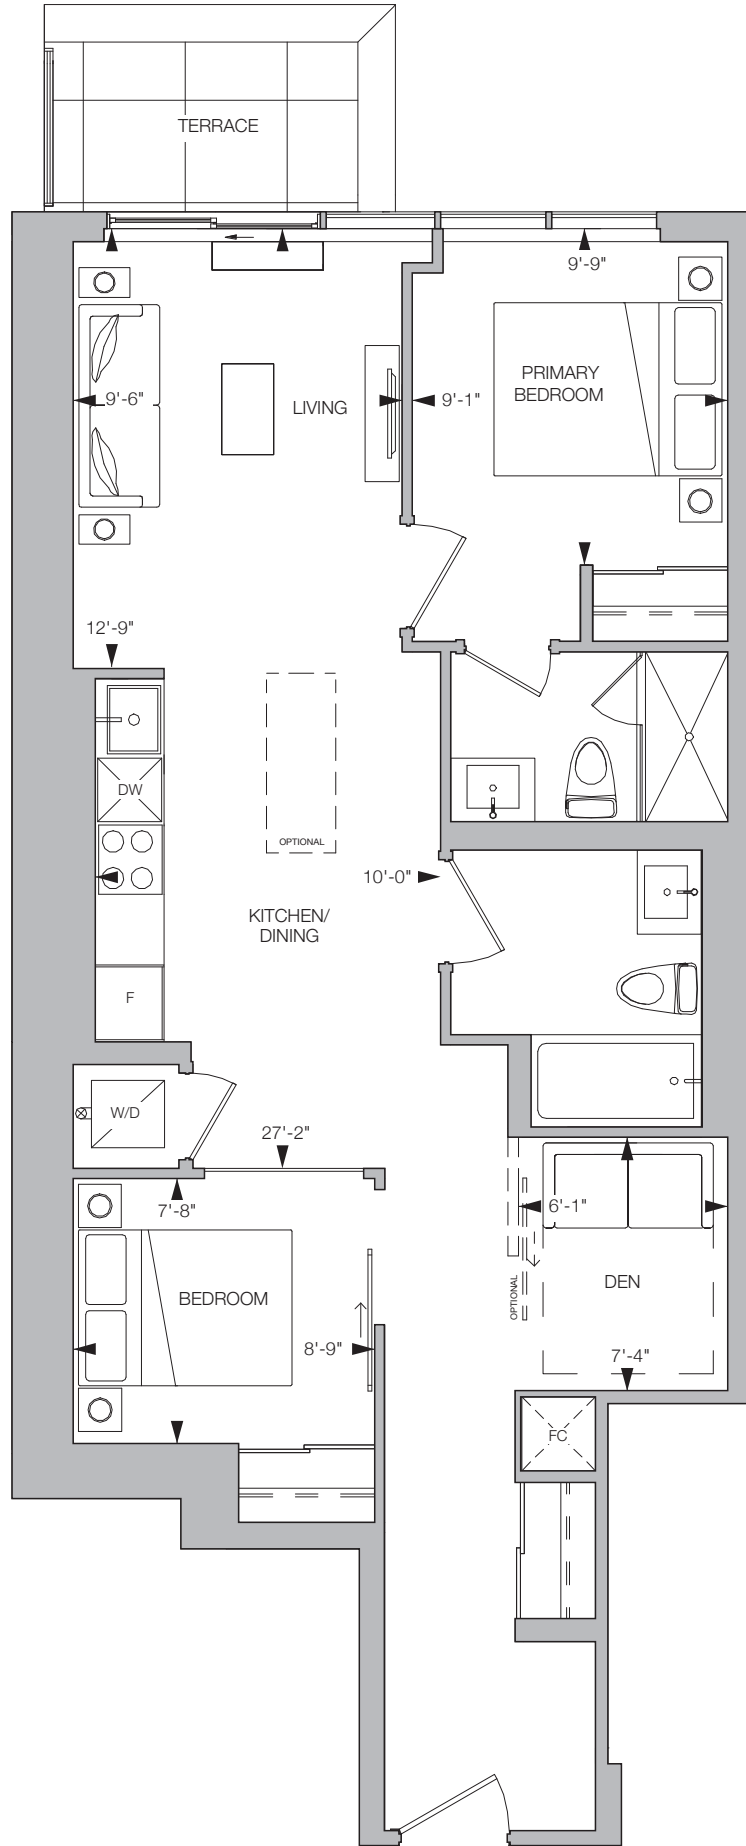 TERRACE
9'-9"
PRIMARY
BEDROOM
9'-6"
LIVING
9'-1"
12'-9"
DW
OPTIONAL
10'-0"
KITCHEN/
DINING
F
W/D
27'-2"
7'-8"
6'-1"
BEDROOM
OPTIONAL
DEN
8'-9"
7'-4"
FC